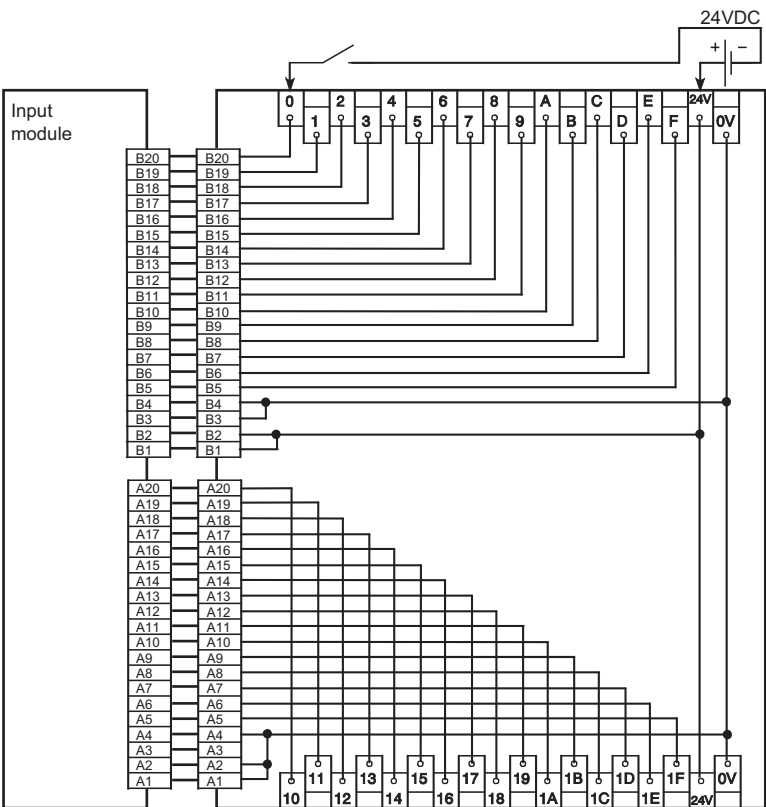 24VDC
+ −
Input
module
0 2 4 6 8 A C E 24V
1 3 5 7 9 B D F 0V
B20 B20
B19 B19
B18 B18
B17 B17
B16 B16
B15 B15
B14 B14
B13 B13
B12 B12
B11 B11
B10 B10
B9 B9
B8 B8
B7 B7
B6 B6
B5 B5
B4 B4
B3 B3
B2 B2
B1 B1
A20 A20
A19 A19
A18 A18
A17 A17
A16 A16
A15 A15
A14 A14
A13 A13
A12 A12
A11 A11
A10 A10
A9 A9
A8 A8
A7 A7
A6 A6
A5 A5
A4 A4
A3 A3
A2 A2
A1 A1
11 13 15 17 19 1B 1D 1F 0V
10 12 14 16 18 1A 1C 1E 24V